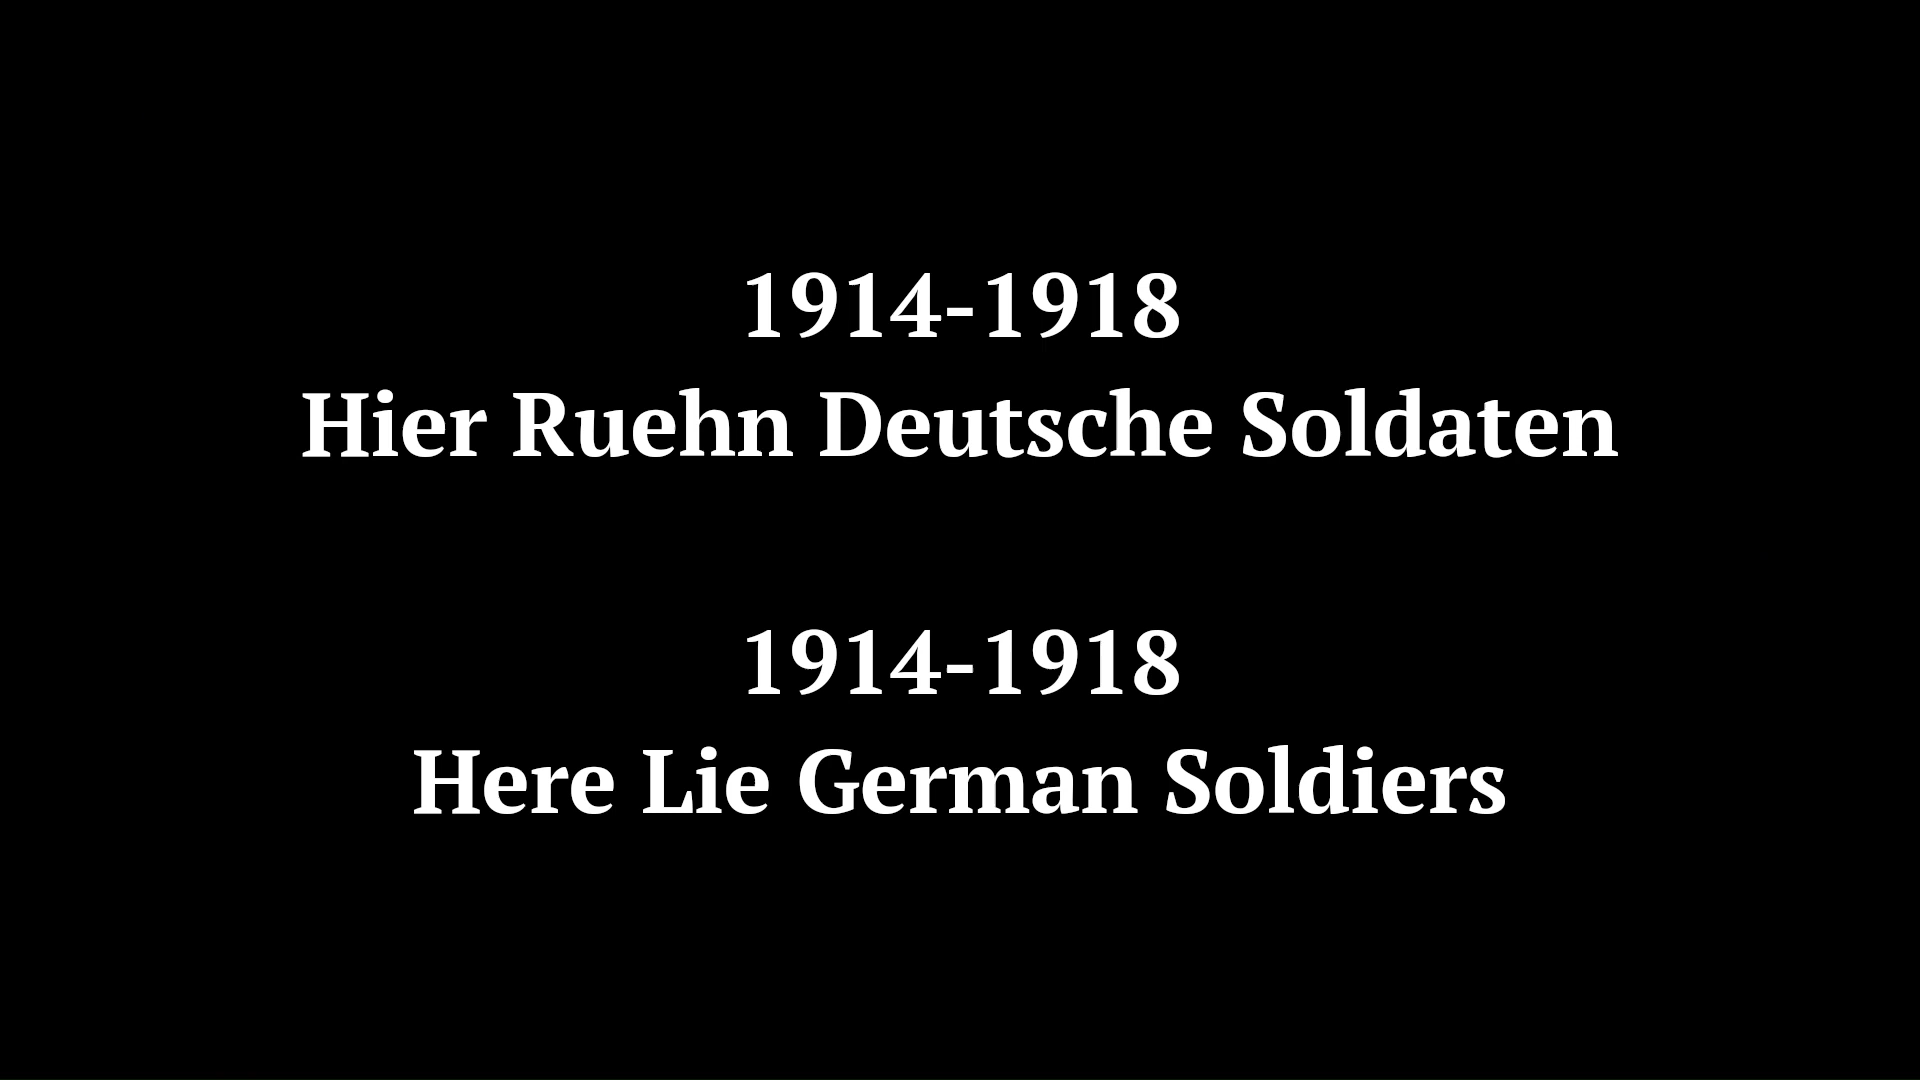 1914-1918
Hier Ruehn Deutsche Soldaten
1914-1918
Here Lie German Soldiers